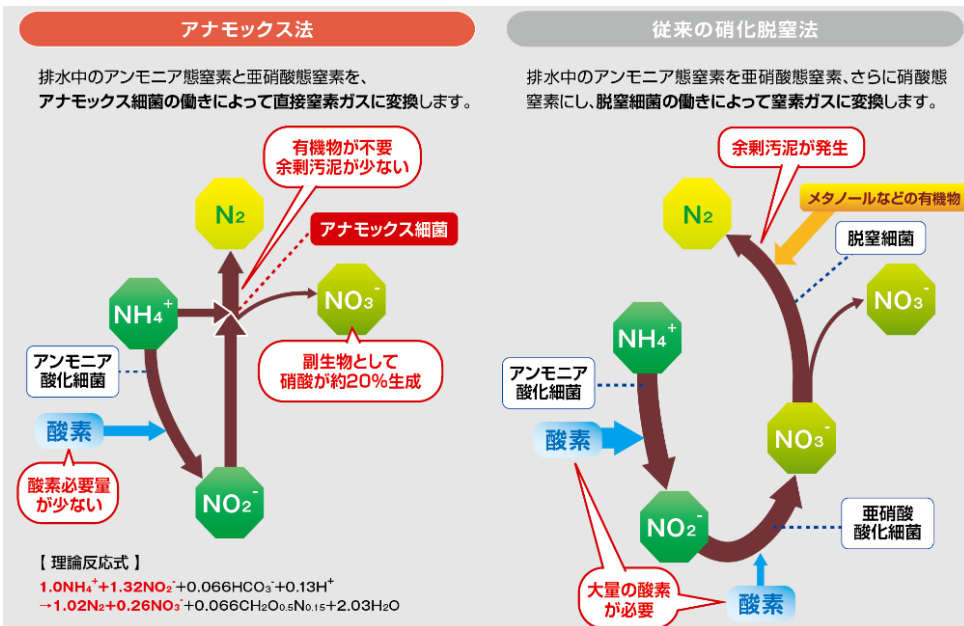 アナモックス法
排水中のアンモニア態窒素と亜硝酸態窒素を、
アナモックス細菌の働きによって直接窒素ガスに変換します。
有機物が不要
余剰汚泥が少ない
N₂
アナモックス細菌
NH₄⁺
NO₃⁻
アンモニア
酸化細菌
副生物として
硝酸が約20%生成
酸素
酸素必要量
が少ない
NO₂⁻
【 理論反応式 】
1.0NH₄⁺+1.32NO₂⁻+0.066HCO₃⁻+0.13H⁺
→1.02N₂+0.26NO₃⁻+0.066CH₂O₀.₅N₀.₁₅+2.03H₂O
従来の硝化脱窒法
排水中のアンモニア態窒素を亜硝酸態窒素、さらに硝酸態
窒素にし、脱窒細菌の働きによって窒素ガスに変換します。
余剰汚泥が発生
N₂
メタノールなどの有機物
脱窒細菌
NO₃⁻
NH₄⁺
アンモニア
酸化細菌
酸素
NO₃⁻
NO₂⁻
亜硝酸
酸化細菌
大量の酸素
が必要
酸素